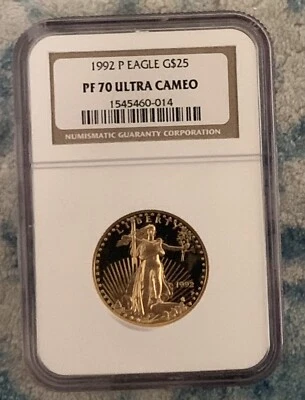 1992 P EAGLE G$25
PF 70 ULTRA CAMEO
1545460-014
NUMISMATIC GUARANTY CORPORATION
LIBERTY
1992